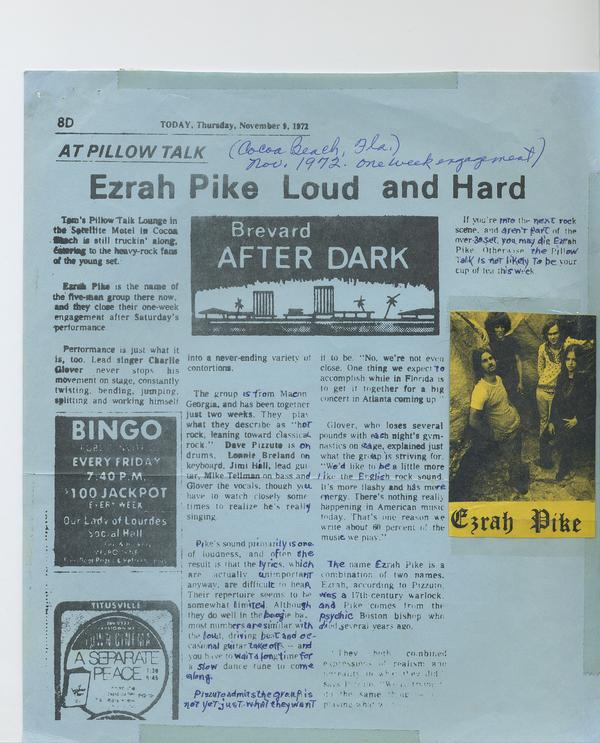 8D
TODAY, Thursday, November 9, 1972
AT PILLOW TALK
(Cocoa Beach, Fla.)
Nov. 1972. one week engagement)
Ezrah Pike Loud and Hard
Tom's Pillow Talk Lounge in
the Satellite Motel in Cocoa
Beach is still truckin' along,
catering to the heavy-rock fans
of the young set.
Ezrah Pike is the name of
the five-man group there now,
and they close their one-week
engagement after Saturday's
performance.
Performance is just what it
is, too. Lead singer Charlie
Glover never stops his
movement on stage, constantly
twisting, bending, jumping,
splitting and working himself
BINGO
EVERY FRIDAY
7:40 P.M.
$100 JACKPOT
EVERY WEEK
Our Lady of Lourdes
Social Hall
TITUSVILLE
TOWN CINEMA
A SEPARATE
PEACE
Brevard
AFTER DARK
into a never-ending variety of
contortions.
The group is from Macon
Georgia, and has been together
just two weeks. They play
what they describe as "hot
rock, leaning toward classical
rock." Dave Pizzuto is on
drums, Lonnie Breland on
keyboard, Jimi Hall, lead gui-
tar, Mike Tellman on bass and
Glover the vocals, though you
have to watch closely some
times to realize he's really
singing.
Pike's sound primarily is one
of loudness, and often the
result is that the lyrics, which
are actually unimportant
anyway, are difficult to hear.
Their repertoire seems to be
somewhat limited. Although
they do well in the boogie ba
most numbers are similar with
the loud, driving beat and oc-
casional guitar take off -- and
you have to wait a long time for
a slow dance tune to come
along.
Pizzuto admits the group is
not yet just what they want
it to be. "No, we're not even
close. One thing we expect to
accomplish while in Florida is
to get it together for a big
concert in Atlanta coming up"
Glover, who loses several
pounds with each night's gym-
nastics on stage, explained just
what the group is striving for.
"We'd like to be a little more
like the English rock sound.
It's more flashy and has more
energy. There's nothing really
happening in American music
today. That's one reason we
write about 60 percent of the
music we play."
The name Ezrah Pike is a
combination of two names.
Ezrah, according to Pizzuto,
was a 17th-century warlock,
and Pike comes from the
psychic Boston bishop who
died several years ago.
They both combined
expressions of realism and
the same
If you're into the next rock
scene, and aren't part of the
over-30 set, you may dig Ezrah
Pike. Otherwise the Pillow
Talk is not likely to be your
cup of tea this week.
Ezrah Pike